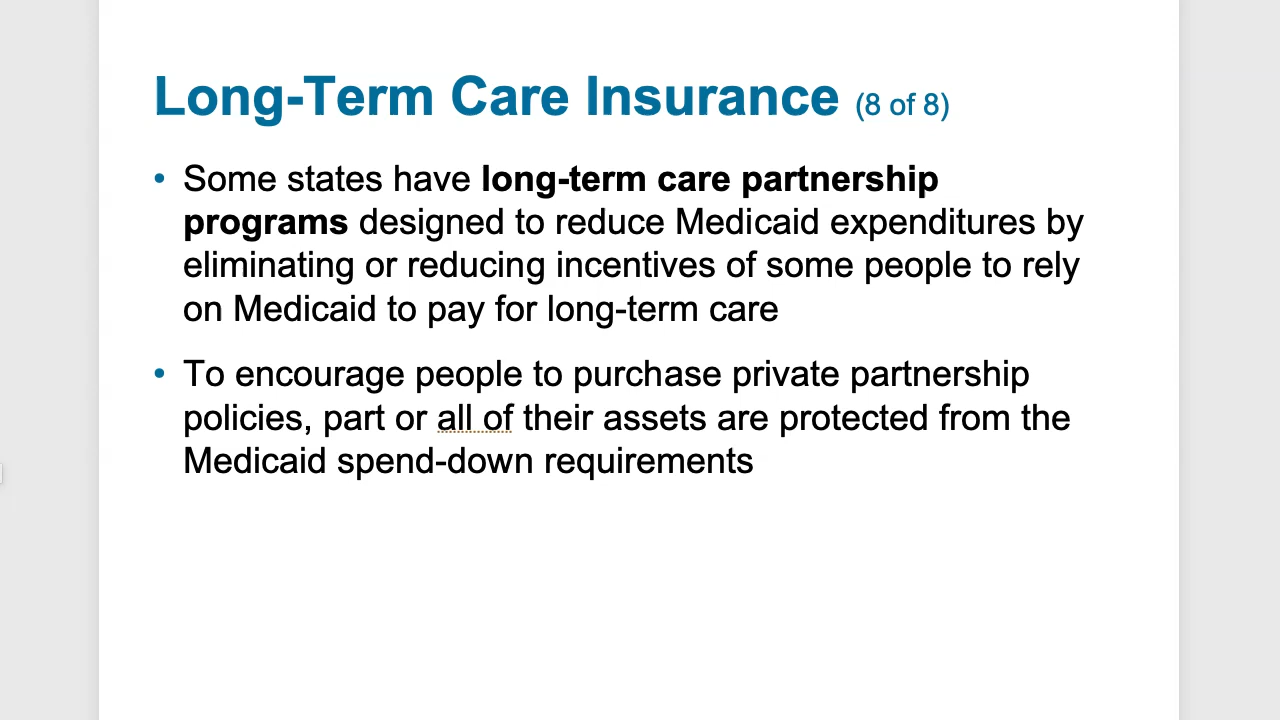 Long-Term Care Insurance (8 of 8)
• Some states have long-term care partnership
programs designed to reduce Medicaid expenditures by
eliminating or reducing incentives of some people to rely
on Medicaid to pay for long-term care
• To encourage people to purchase private partnership
policies, part or all of their assets are protected from the
Medicaid spend-down requirements